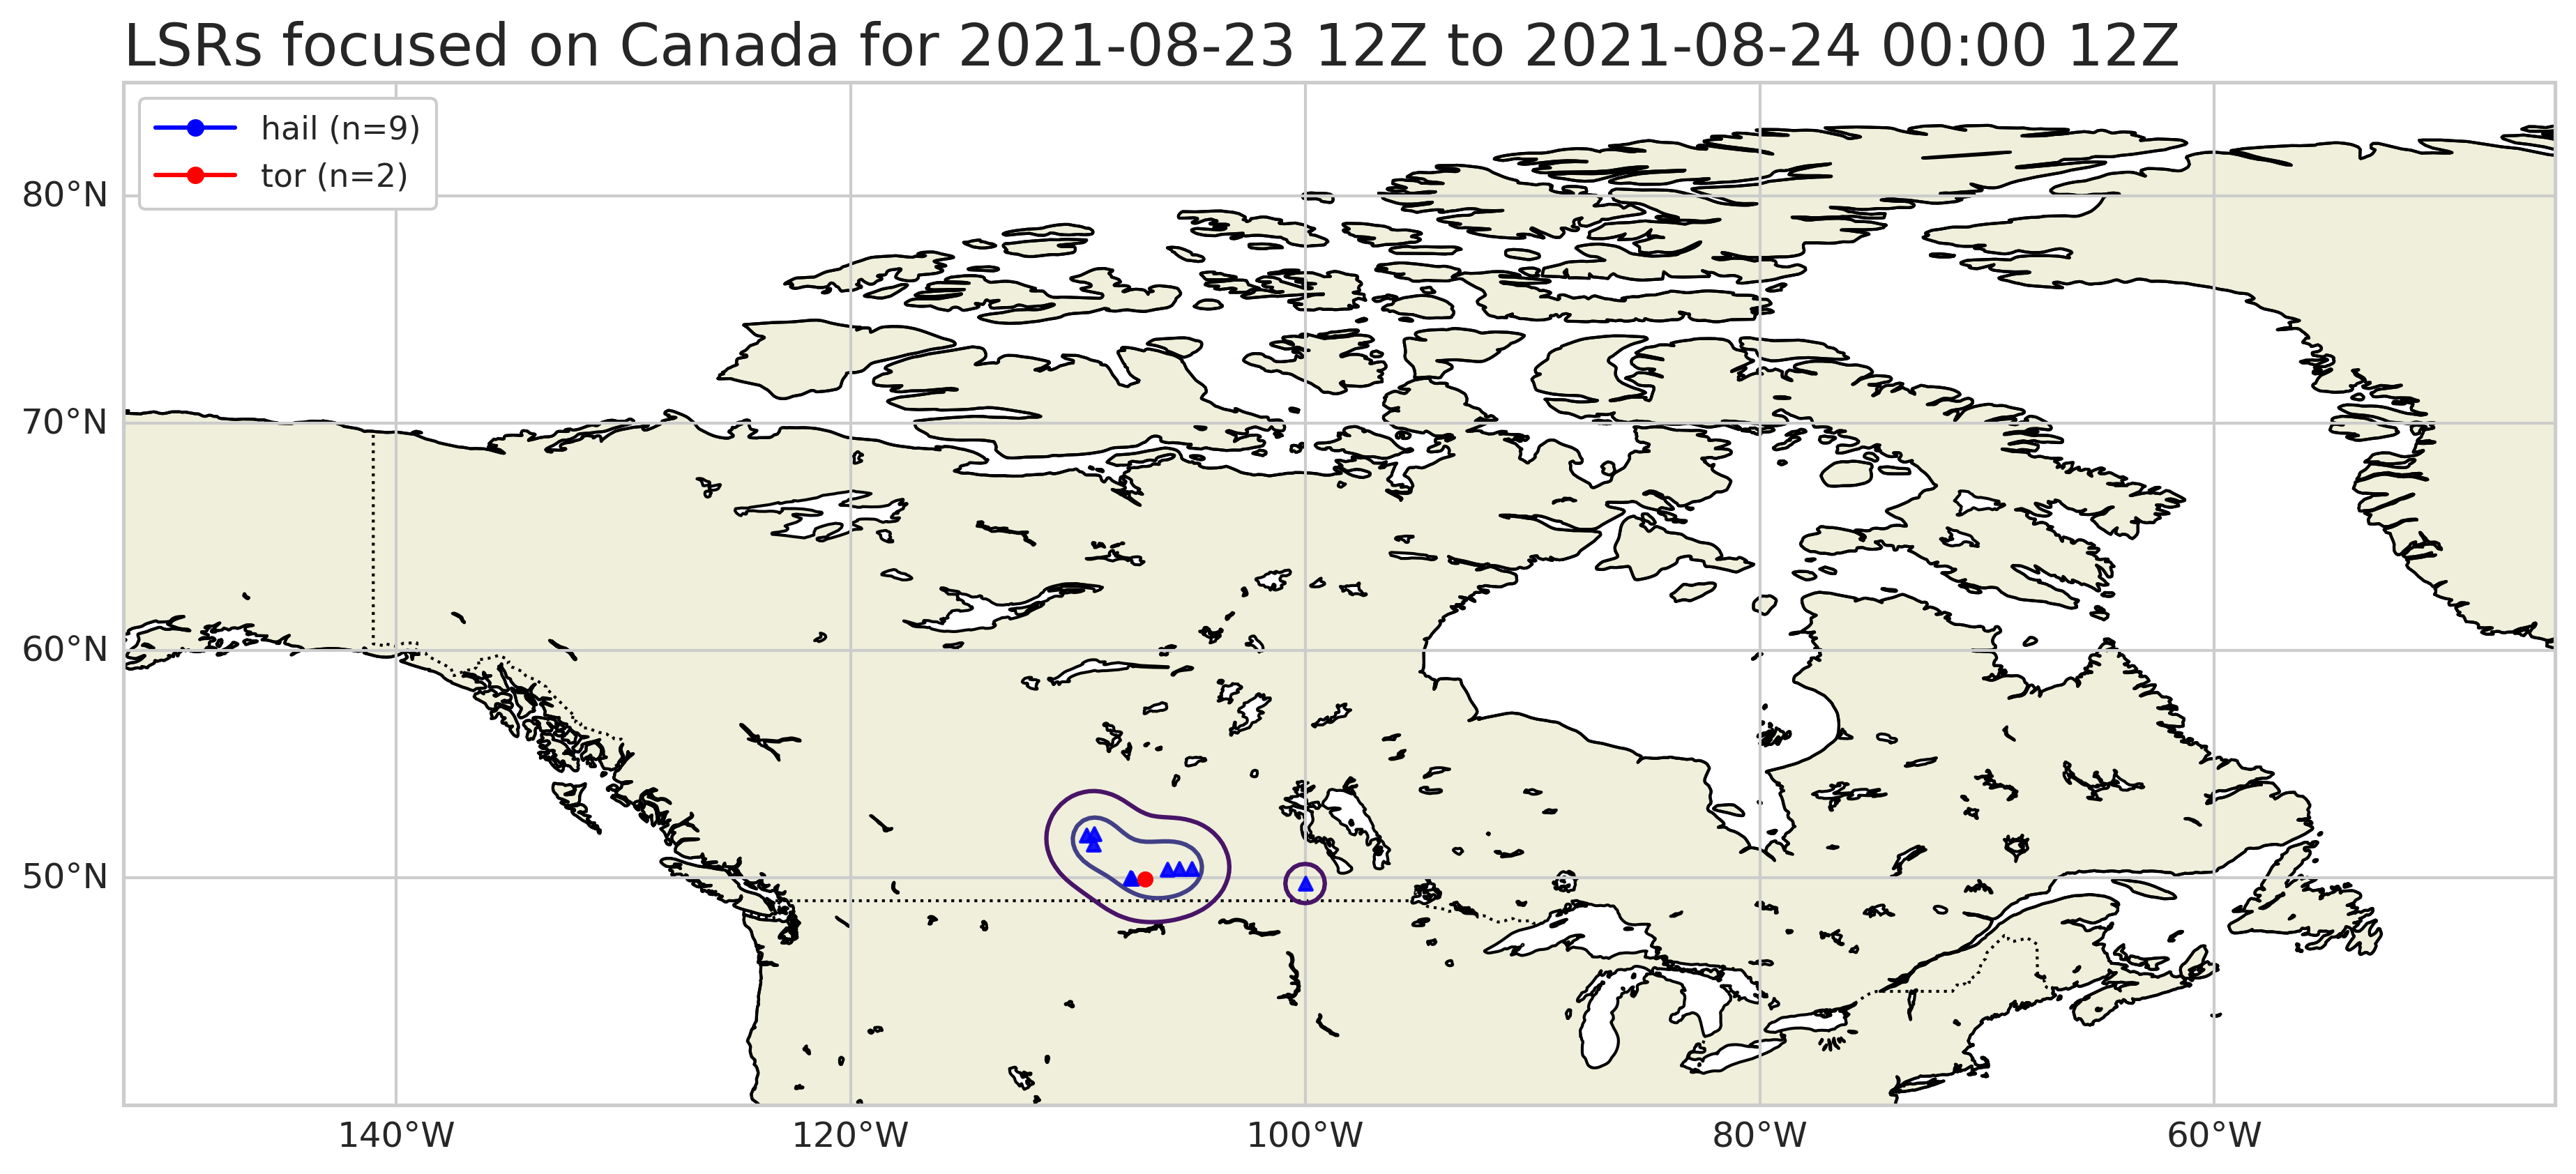 LSRs focused on Canada for 2021-08-23 12Z to 2021-08-24 00:00 12Z
hail (n=9)
tor (n=2)
80°N
70°N
60°N
50°N
140°W 120°W 100°W 80°W 60°W